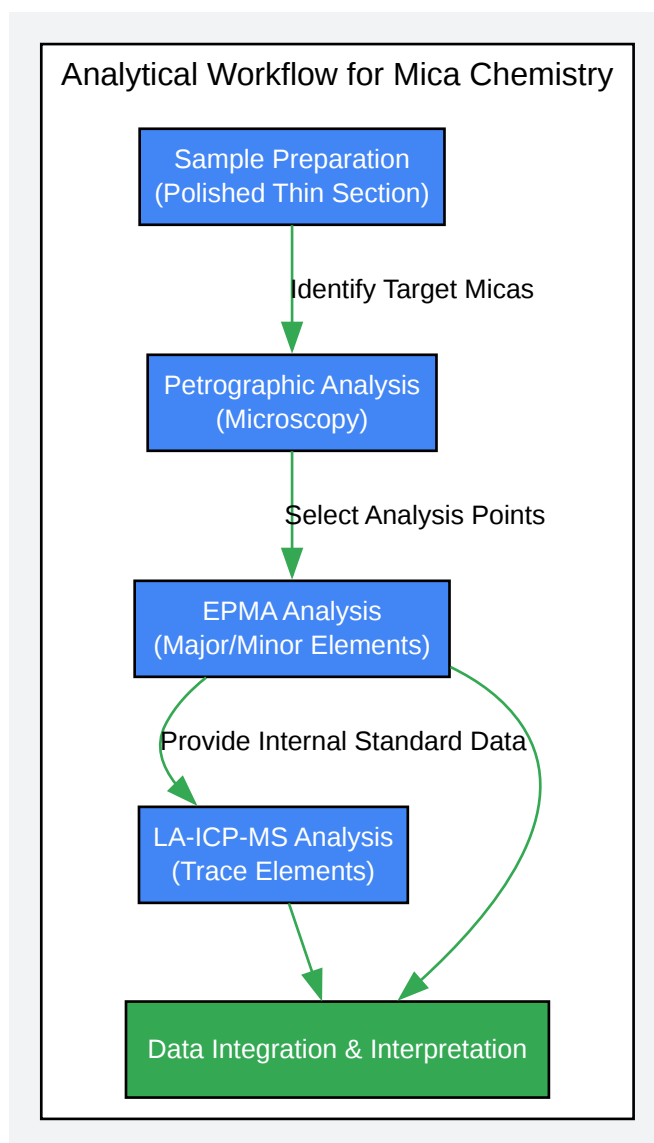 Analytical Workflow for Mica Chemistry
Sample Preparation
(Polished Thin Section)
Identify Target Micas
Petrographic Analysis
(Microscopy)
Select Analysis Points
EPMA Analysis
(Major/Minor Elements)
Provide Internal Standard Data
LA-ICP-MS Analysis
(Trace Elements)
Data Integration & Interpretation